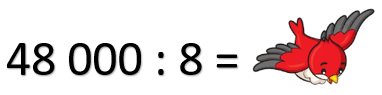 48 000 : 8 =